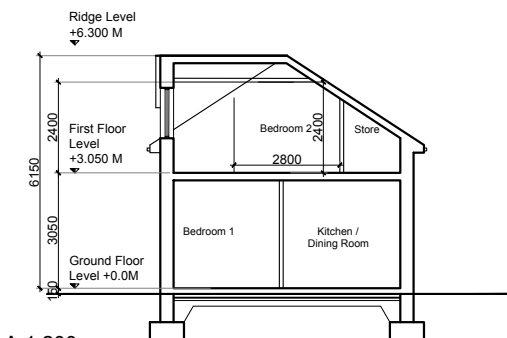 Ridge Level
+6.300 M
First Floor
Level
+3.050 M
Ground Floor
Level +0.0M
6150
2400
3050
150
Bedroom 2
2400
Store
2800
Bedroom 1
Kitchen /
Dining Room